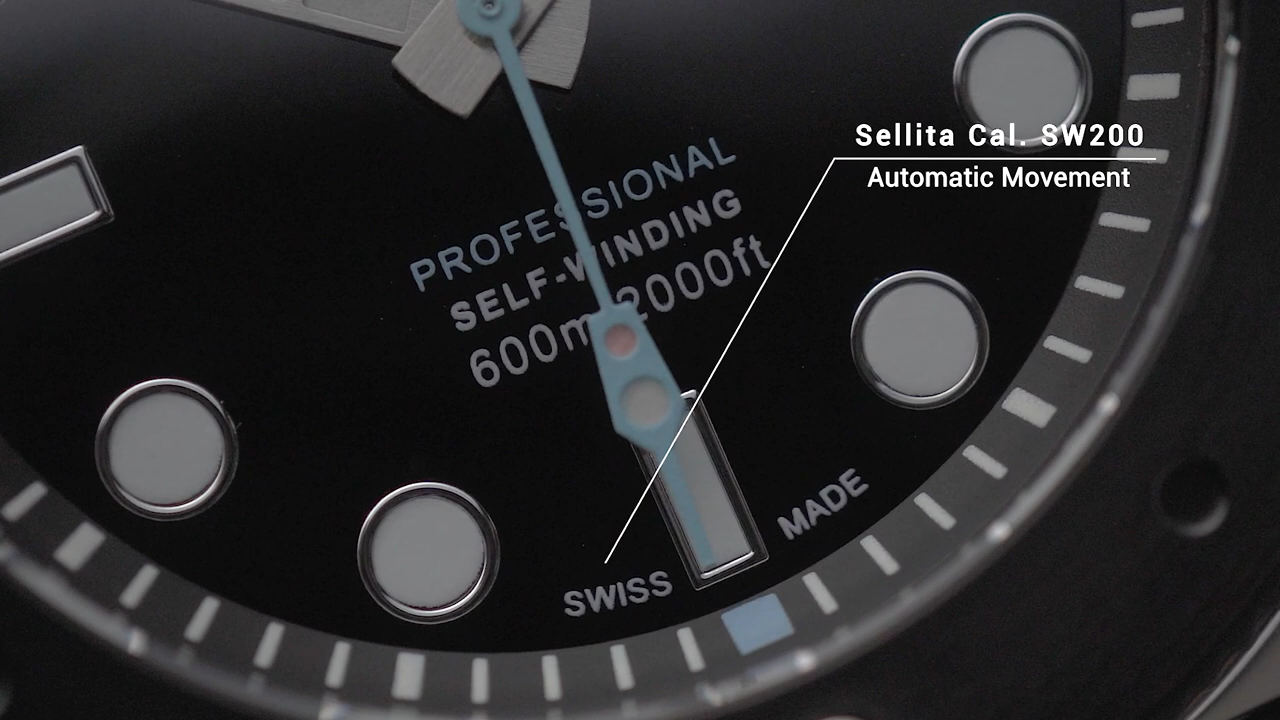 Sellita Cal. SW200
Automatic Movement
PROFESSIONAL
SELF-WINDING
600m 2000ft
SWISS MADE